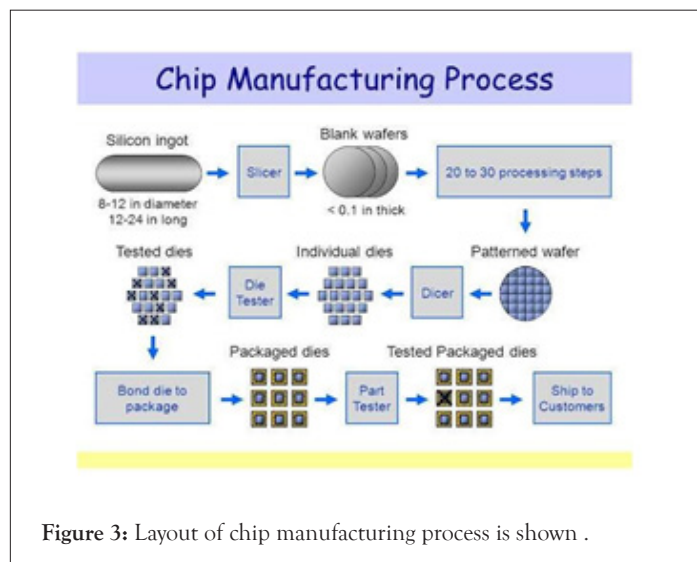 Chip Manufacturing Process
Silicon ingot
8-12 in diameter
12-24 in long
Slicer
Blank wafers
< 0.1 in thick
20 to 30 processing steps
Tested dies
Die
Tester
Individual dies
Dicer
Patterned wafer
Bond die to
package
Packaged dies
Part
Tester
Tested Packaged dies
Ship to
Customers
Figure 3: Layout of chip manufacturing process is shown .